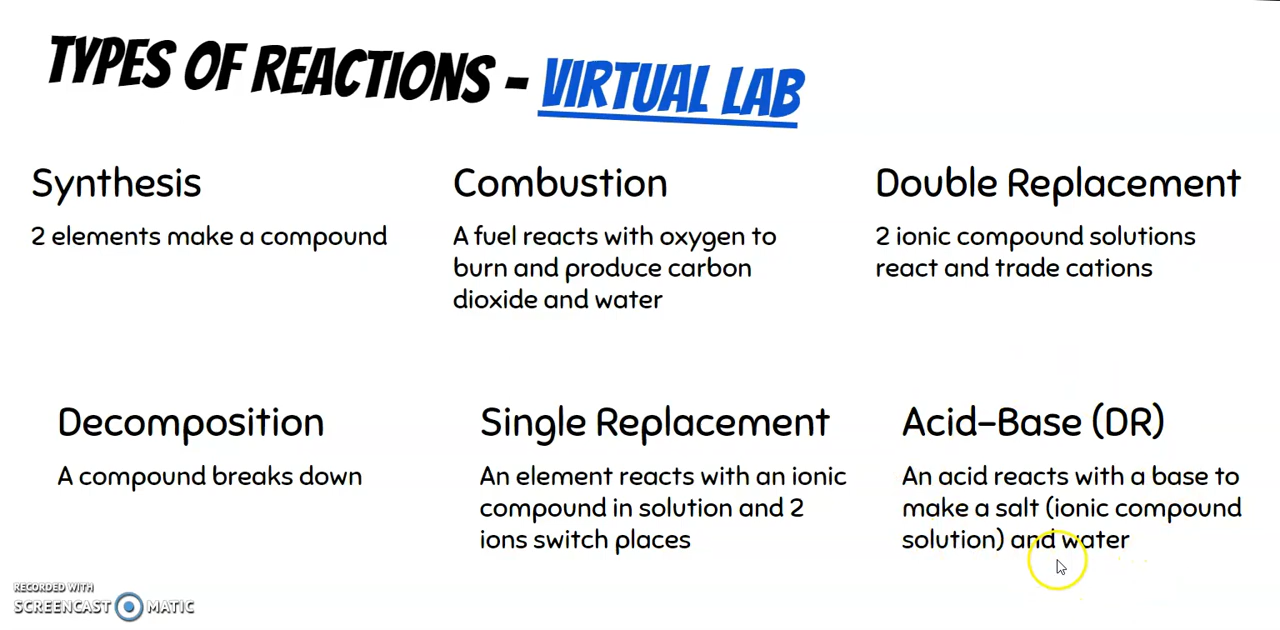 TYPES OF REACTIONS - VIRTUAL LAB
Synthesis
2 elements make a compound
Combustion
A fuel reacts with oxygen to
burn and produce carbon
dioxide and water
Double Replacement
2 ionic compound solutions
react and trade cations
Decomposition
A compound breaks down
Single Replacement
An element reacts with an ionic
compound in solution and 2
ions switch places
Acid-Base (DR)
An acid reacts with a base to
make a salt (ionic compound
solution) and water
RECORDED WITH
SCREENCAST MATIC